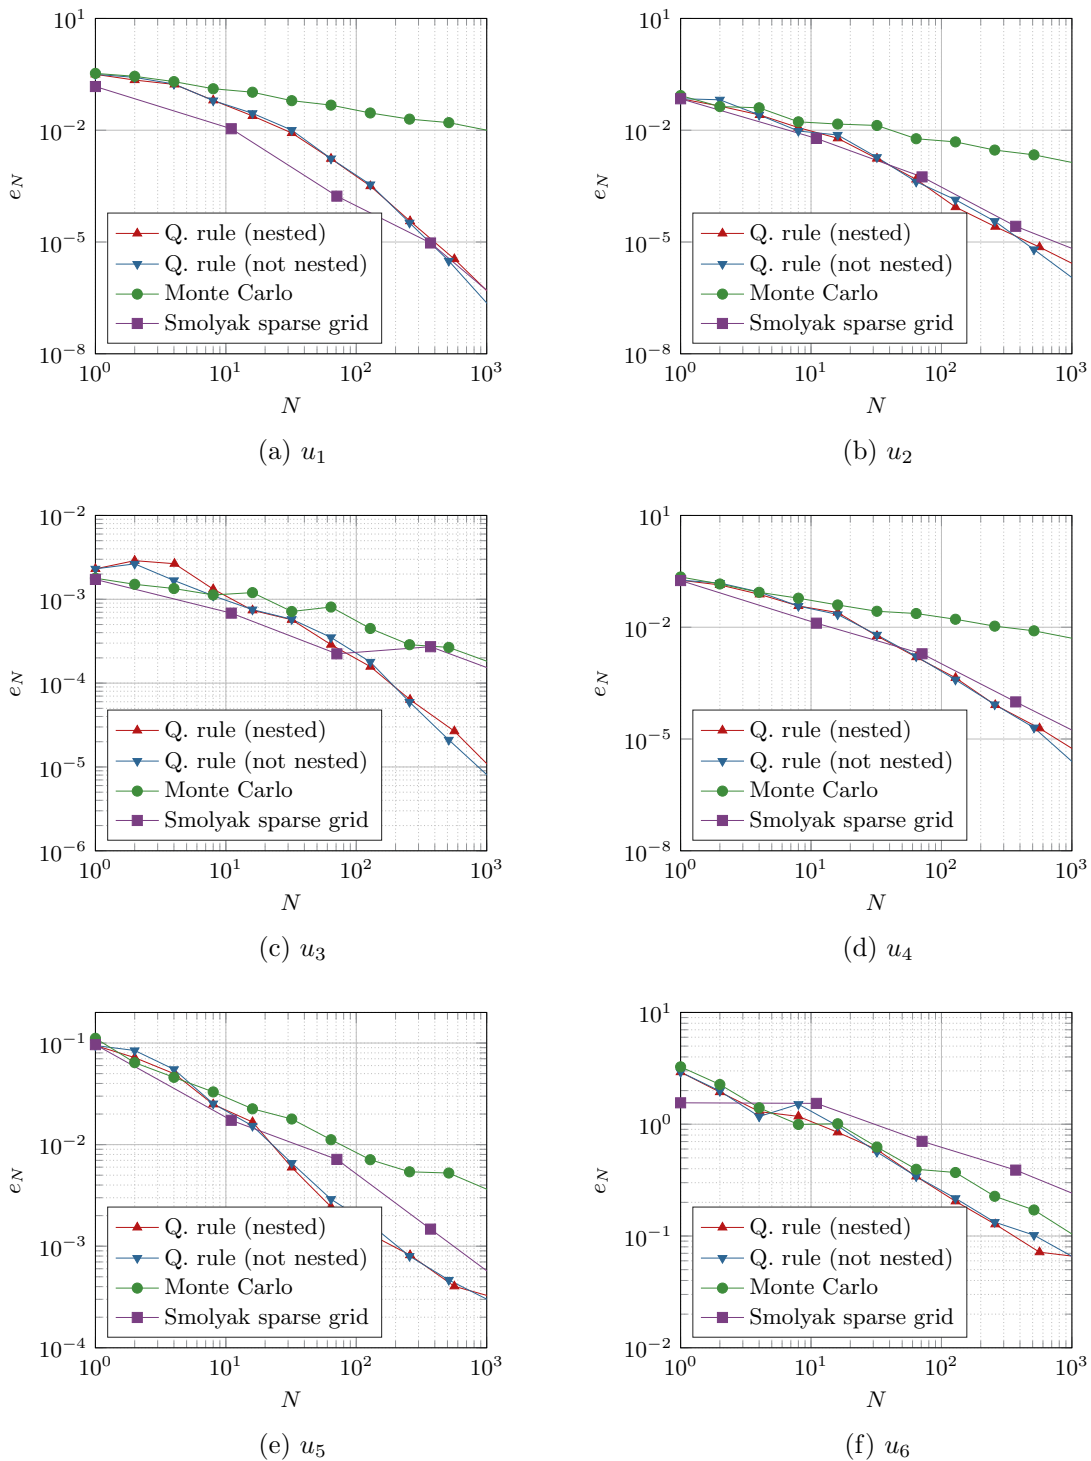 10^1
10^{-2}
10^{-5}
10^{-8}
e_N
Q. rule (nested)
Q. rule (not nested)
Monte Carlo
Smolyak sparse grid
10^0 10^1 10^2 10^3
N
(a) u_1
10^1
10^{-2}
10^{-5}
10^{-8}
e_N
Q. rule (nested)
Q. rule (not nested)
Monte Carlo
Smolyak sparse grid
10^0 10^1 10^2 10^3
N
(b) u_2
10^{-2}
10^{-3}
10^{-4}
10^{-5}
10^{-6}
e_N
Q. rule (nested)
Q. rule (not nested)
Monte Carlo
Smolyak sparse grid
10^0 10^1 10^2 10^3
N
(c) u_3
10^1
10^{-2}
10^{-5}
10^{-8}
e_N
Q. rule (nested)
Q. rule (not nested)
Monte Carlo
Smolyak sparse grid
10^0 10^1 10^2 10^3
N
(d) u_4
10^{-1}
10^{-2}
10^{-3}
10^{-4}
e_N
Q. rule (nested)
Q. rule (not nested)
Monte Carlo
Smolyak sparse grid
10^0 10^1 10^2 10^3
N
(e) u_5
10^1
10^0
10^{-1}
10^{-2}
e_N
Q. rule (nested)
Q. rule (not nested)
Monte Carlo
Smolyak sparse grid
10^0 10^1 10^2 10^3
N
(f) u_6